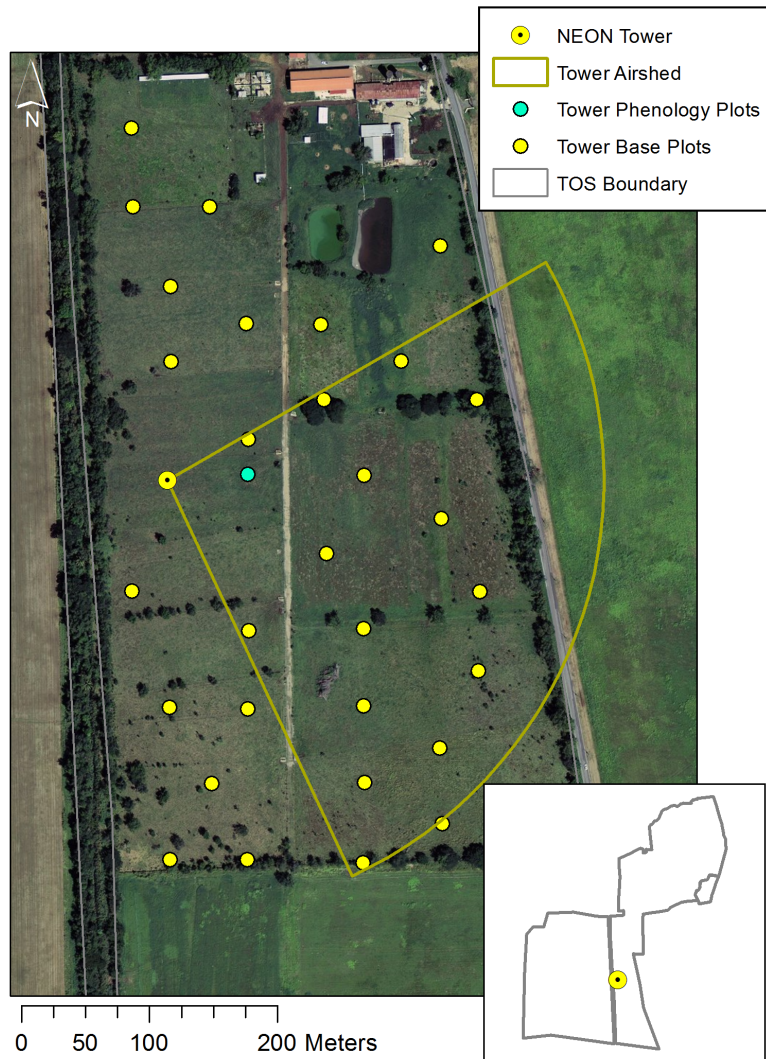 N
NEON Tower
Tower Airshed
Tower Phenology Plots
Tower Base Plots
TOS Boundary
0 50 100 200 Meters